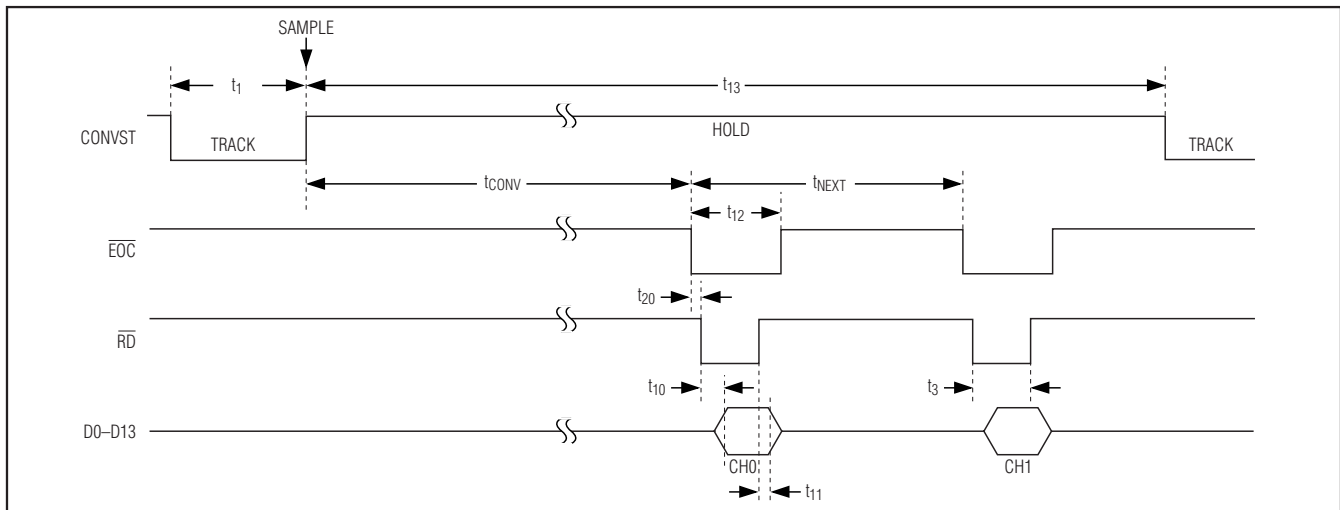 SAMPLE
t1
t13
CONVST
TRACK
HOLD
TRACK
tCONV
tNEXT
t12
EOC
t20
RD
t10
t3
D0–D13
CH0
CH1
t11